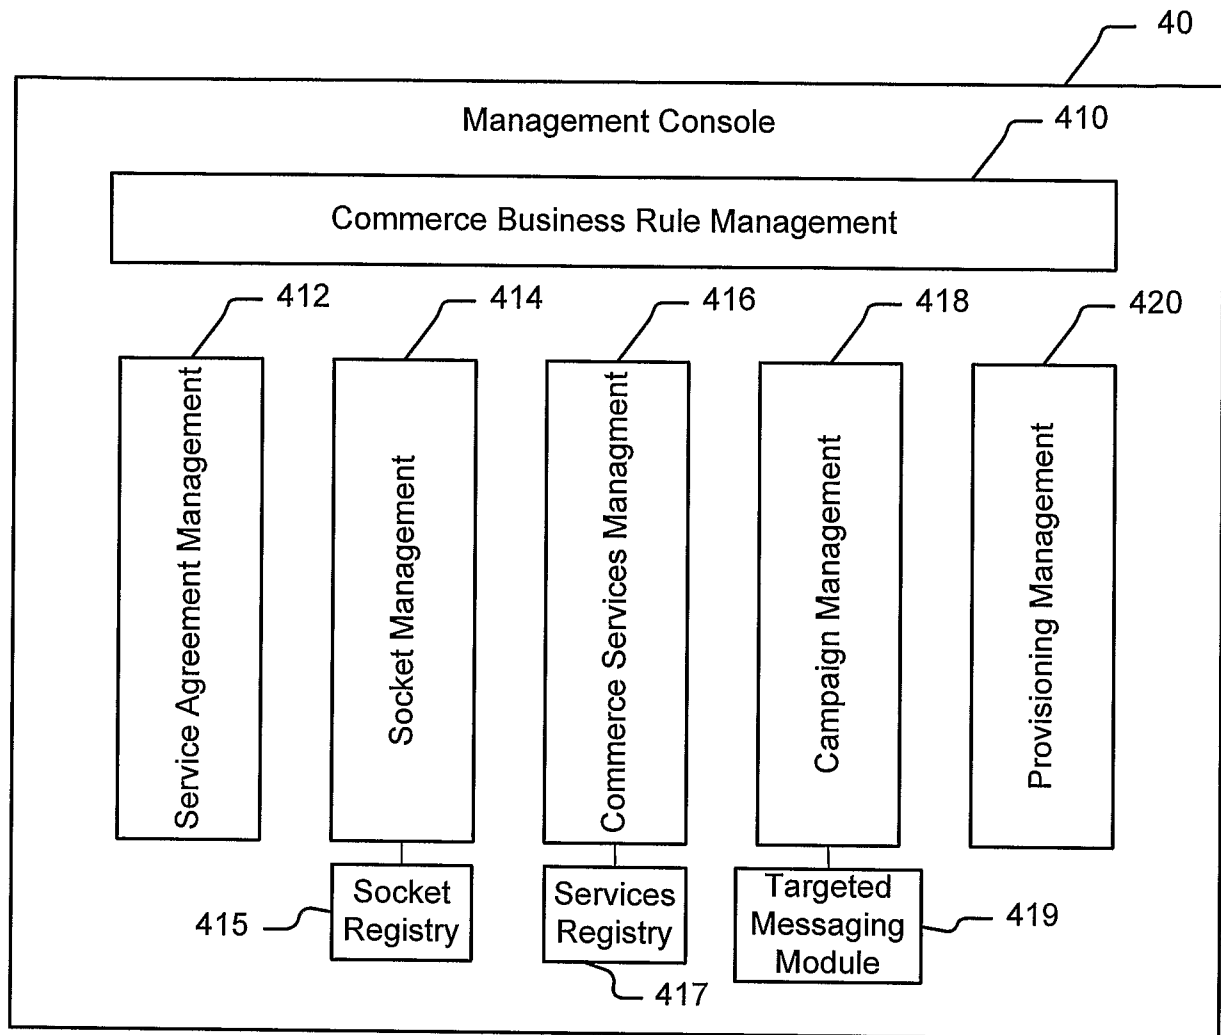 40
Management Console
410
Commerce Business Rule Management
412
414
416
418
420
Service Agreement Management
Socket Management
Commerce Services Managment
Campaign Management
Provisioning Management
Socket
Registry
415
Services
Registry
417
Targeted
Messaging
Module
419